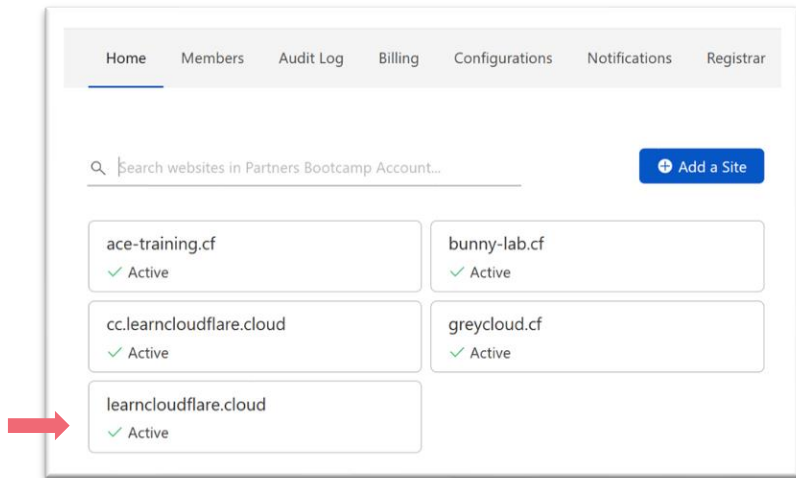 Home Members Audit Log Billing Configurations Notifications Registrar
Search websites in Partners Bootcamp Account...
Add a Site
ace-training.cf
Active
bunny-lab.cf
Active
cc.learncloudflare.cloud
Active
greycloud.cf
Active
learncloudflare.cloud
Active